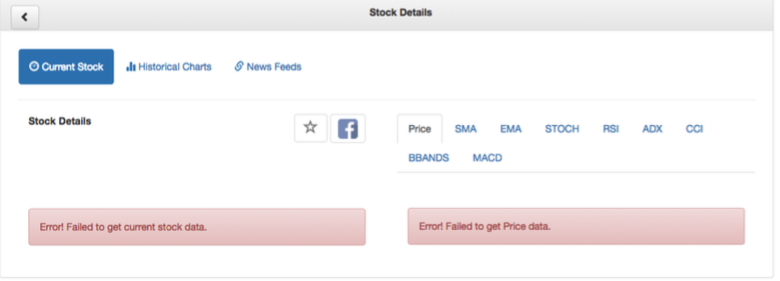 Stock Details
Current Stock
Historical Charts
News Feeds
Stock Details
Price SMA EMA STOCH RSI ADX CCI
BBANDS MACD
Error! Failed to get current stock data.
Error! Failed to get Price data.